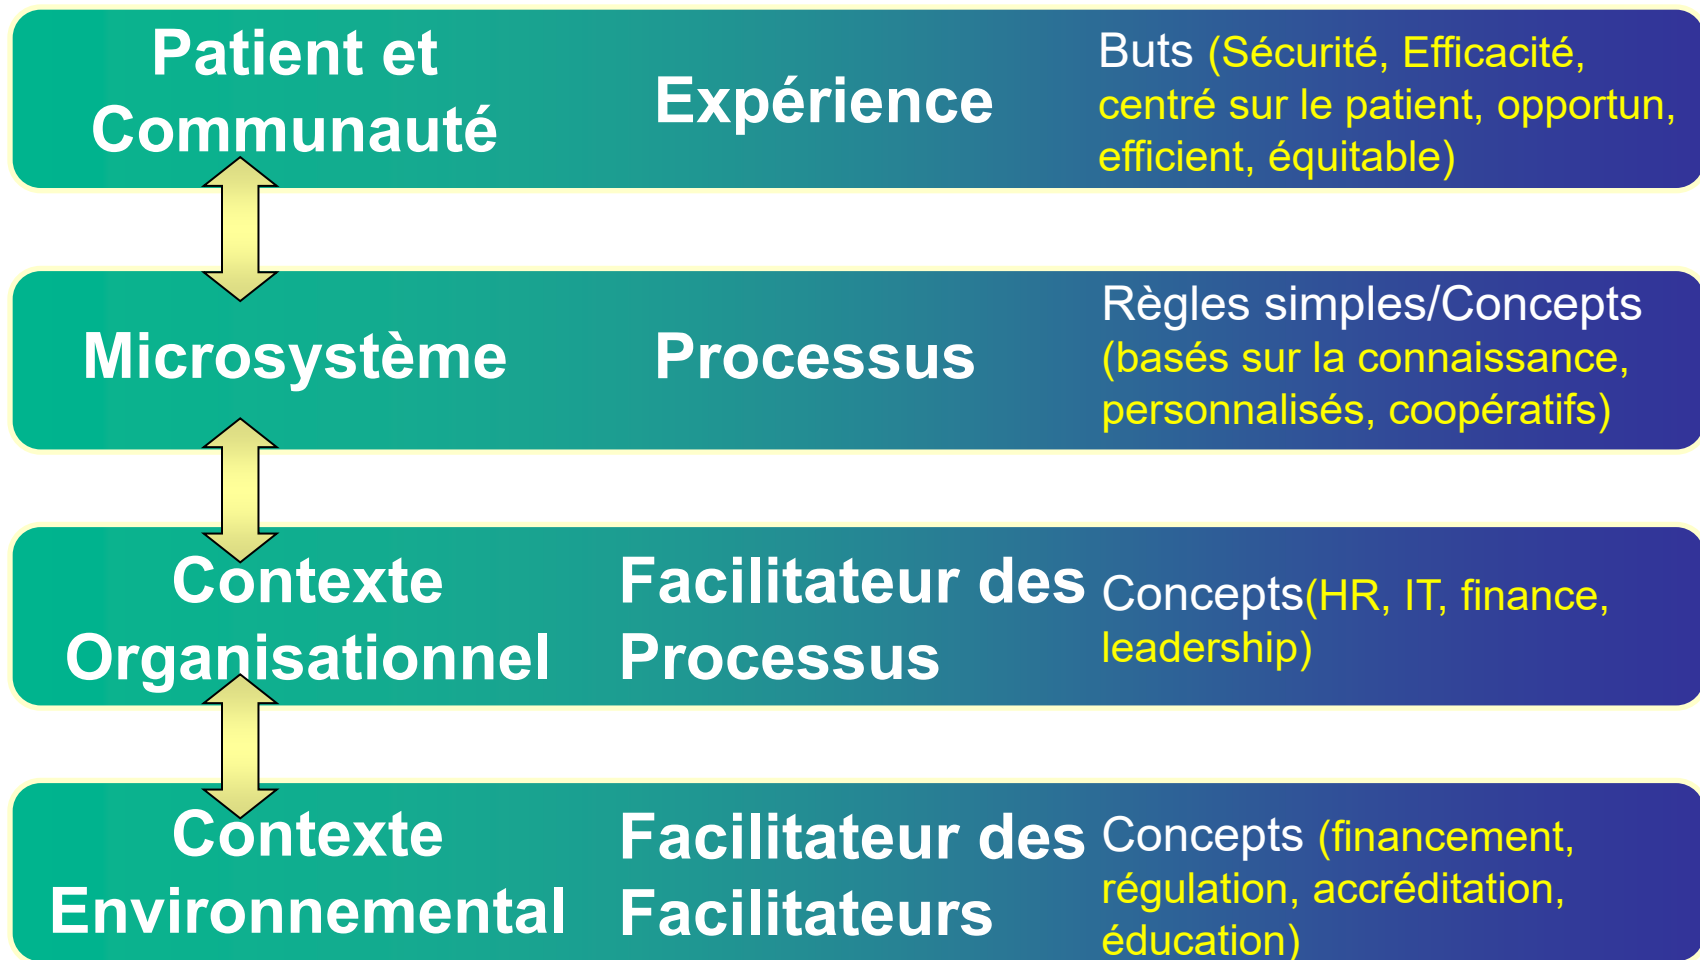 Patient et
Communauté
Expérience
Buts (Sécurité, Efficacité,
centré sur le patient, opportun,
efficient, équitable)
Microsystème
Processus
Règles simples/Concepts
(basés sur la connaissance,
personnalisés, coopératifs)
Contexte
Organisationnel
Facilitateur des
Processus
Concepts(HR, IT, finance,
leadership)
Contexte
Environnemental
Facilitateur des
Facilitateurs
Concepts (financement,
régulation, accréditation,
éducation)